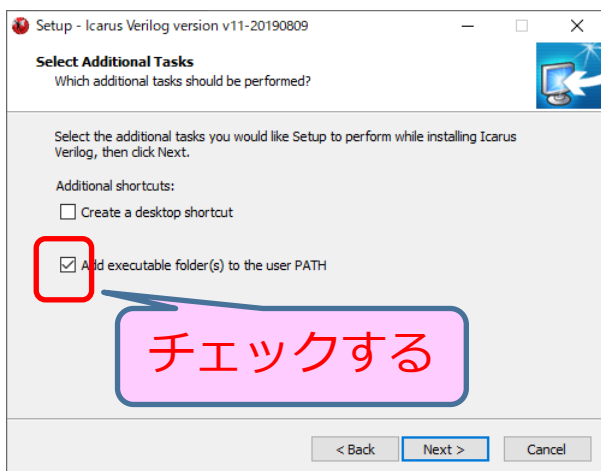 Setup - Icarus Verilog version v11-20190809
Select Additional Tasks
Which additional tasks should be performed?
Select the additional tasks you would like Setup to perform while installing Icarus
Verilog, then click Next.
Additional shortcuts:
Create a desktop shortcut
Add executable folder(s) to the user PATH
チェックする
< Back Next > Cancel